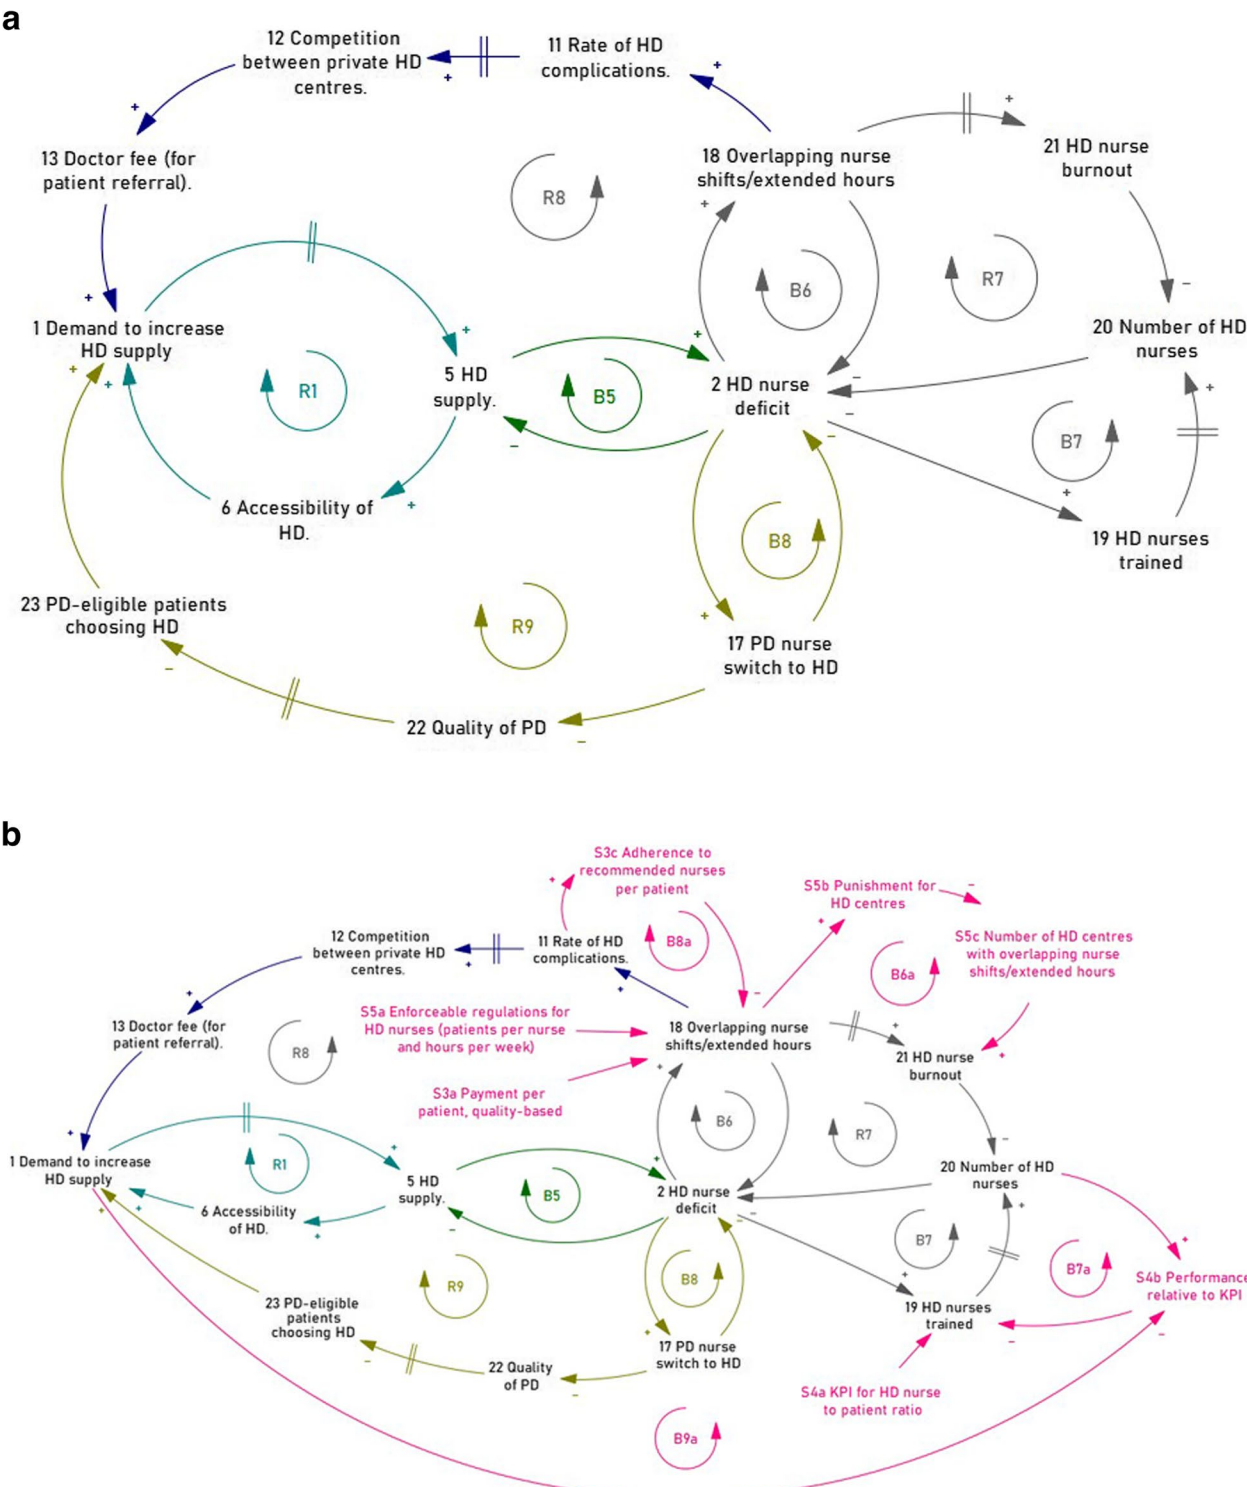 a
12 Competition
between private HD
centres.
11 Rate of HD
complications.
+
+
+
+
13 Doctor fee (for
patient referral).
18 Overlapping nurse
shifts/extended hours
21 HD nurse
burnout
R8
+
B6
R7
+
−
1 Demand to increase
HD supply
20 Number of HD
nurses
+
+
+
+
R1
5 HD
supply.
B5
2 HD nurse
deficit
−
−
+
−
−
B7
+
6 Accessibility of
HD.
+
B8
19 HD nurses
trained
23 PD-eligible patients
choosing HD
R9
+
17 PD nurse
switch to HD
−
22 Quality of PD
−
b
S3c Adherence to
recommended nurses
per patient
+
S5b Punishment for
HD centres
−
+
12 Competition
between private HD
centres.
+
11 Rate of HD
complications.
B8a
S5c Number of HD centres
with overlapping nurse
shifts/extended hours
B6a
+
+
−
S5a Enforceable regulations for
HD nurses (patients per nurse
and hours per week)
13 Doctor fee (for
patient referral).
R8
18 Overlapping nurse
shifts/extended hours
+
+
21 HD nurse
burnout
S3a Payment per
patient, quality-based
+
B6
R7
+
+
+
−
1 Demand to increase
HD supply
R1
5 HD
supply.
B5
2 HD nurse
deficit
20 Number of HD
nurses
+
+
6 Accessibility
of HD.
+
−
−
−
+
B7
+
R9
B8
+
B7a
S4b Performance
relative to KPI
23 PD-eligible
patients
choosing HD
19 HD nurses
trained
−
−
+
17 PD nurse
switch to HD
−
22 Quality
of PD
−
S4a KPI for HD nurse
to patient ratio
B9a